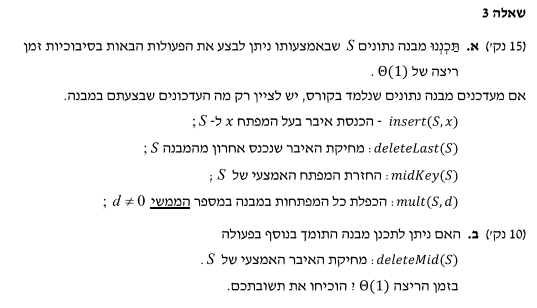 שאלה 3
(15 נק') א. תַּכְנְנוּ מבנה נתונים S שבאמצעותו ניתן לבצע את הפעולות הבאות בסיבוכיות זמן
ריצה של Θ(1) .
אם מעדכנים מבנה נתונים שנלמד בקורס, יש לציין רק מה העדכונים שבצעתם במבנה.
insert(S,x) - הכנסת איבר בעל המפתח x ל- S ;
deleteLast(S) : מחיקת האיבר שנכנס אחרון מהמבנה S ;
midKey(S) : החזרת המפתח האמצעי של S ;
mult(S,d) : הכפלת כל המפתחות במבנה במספר הממשי d ≠ 0 ;
(10 נק') ב. האם ניתן לתכנן מבנה התומך בנוסף בפעולה
deleteMid(S) : מחיקת האיבר האמצעי של S .
בזמן הריצה Θ(1) ? הוכיחו את תשובתכם.